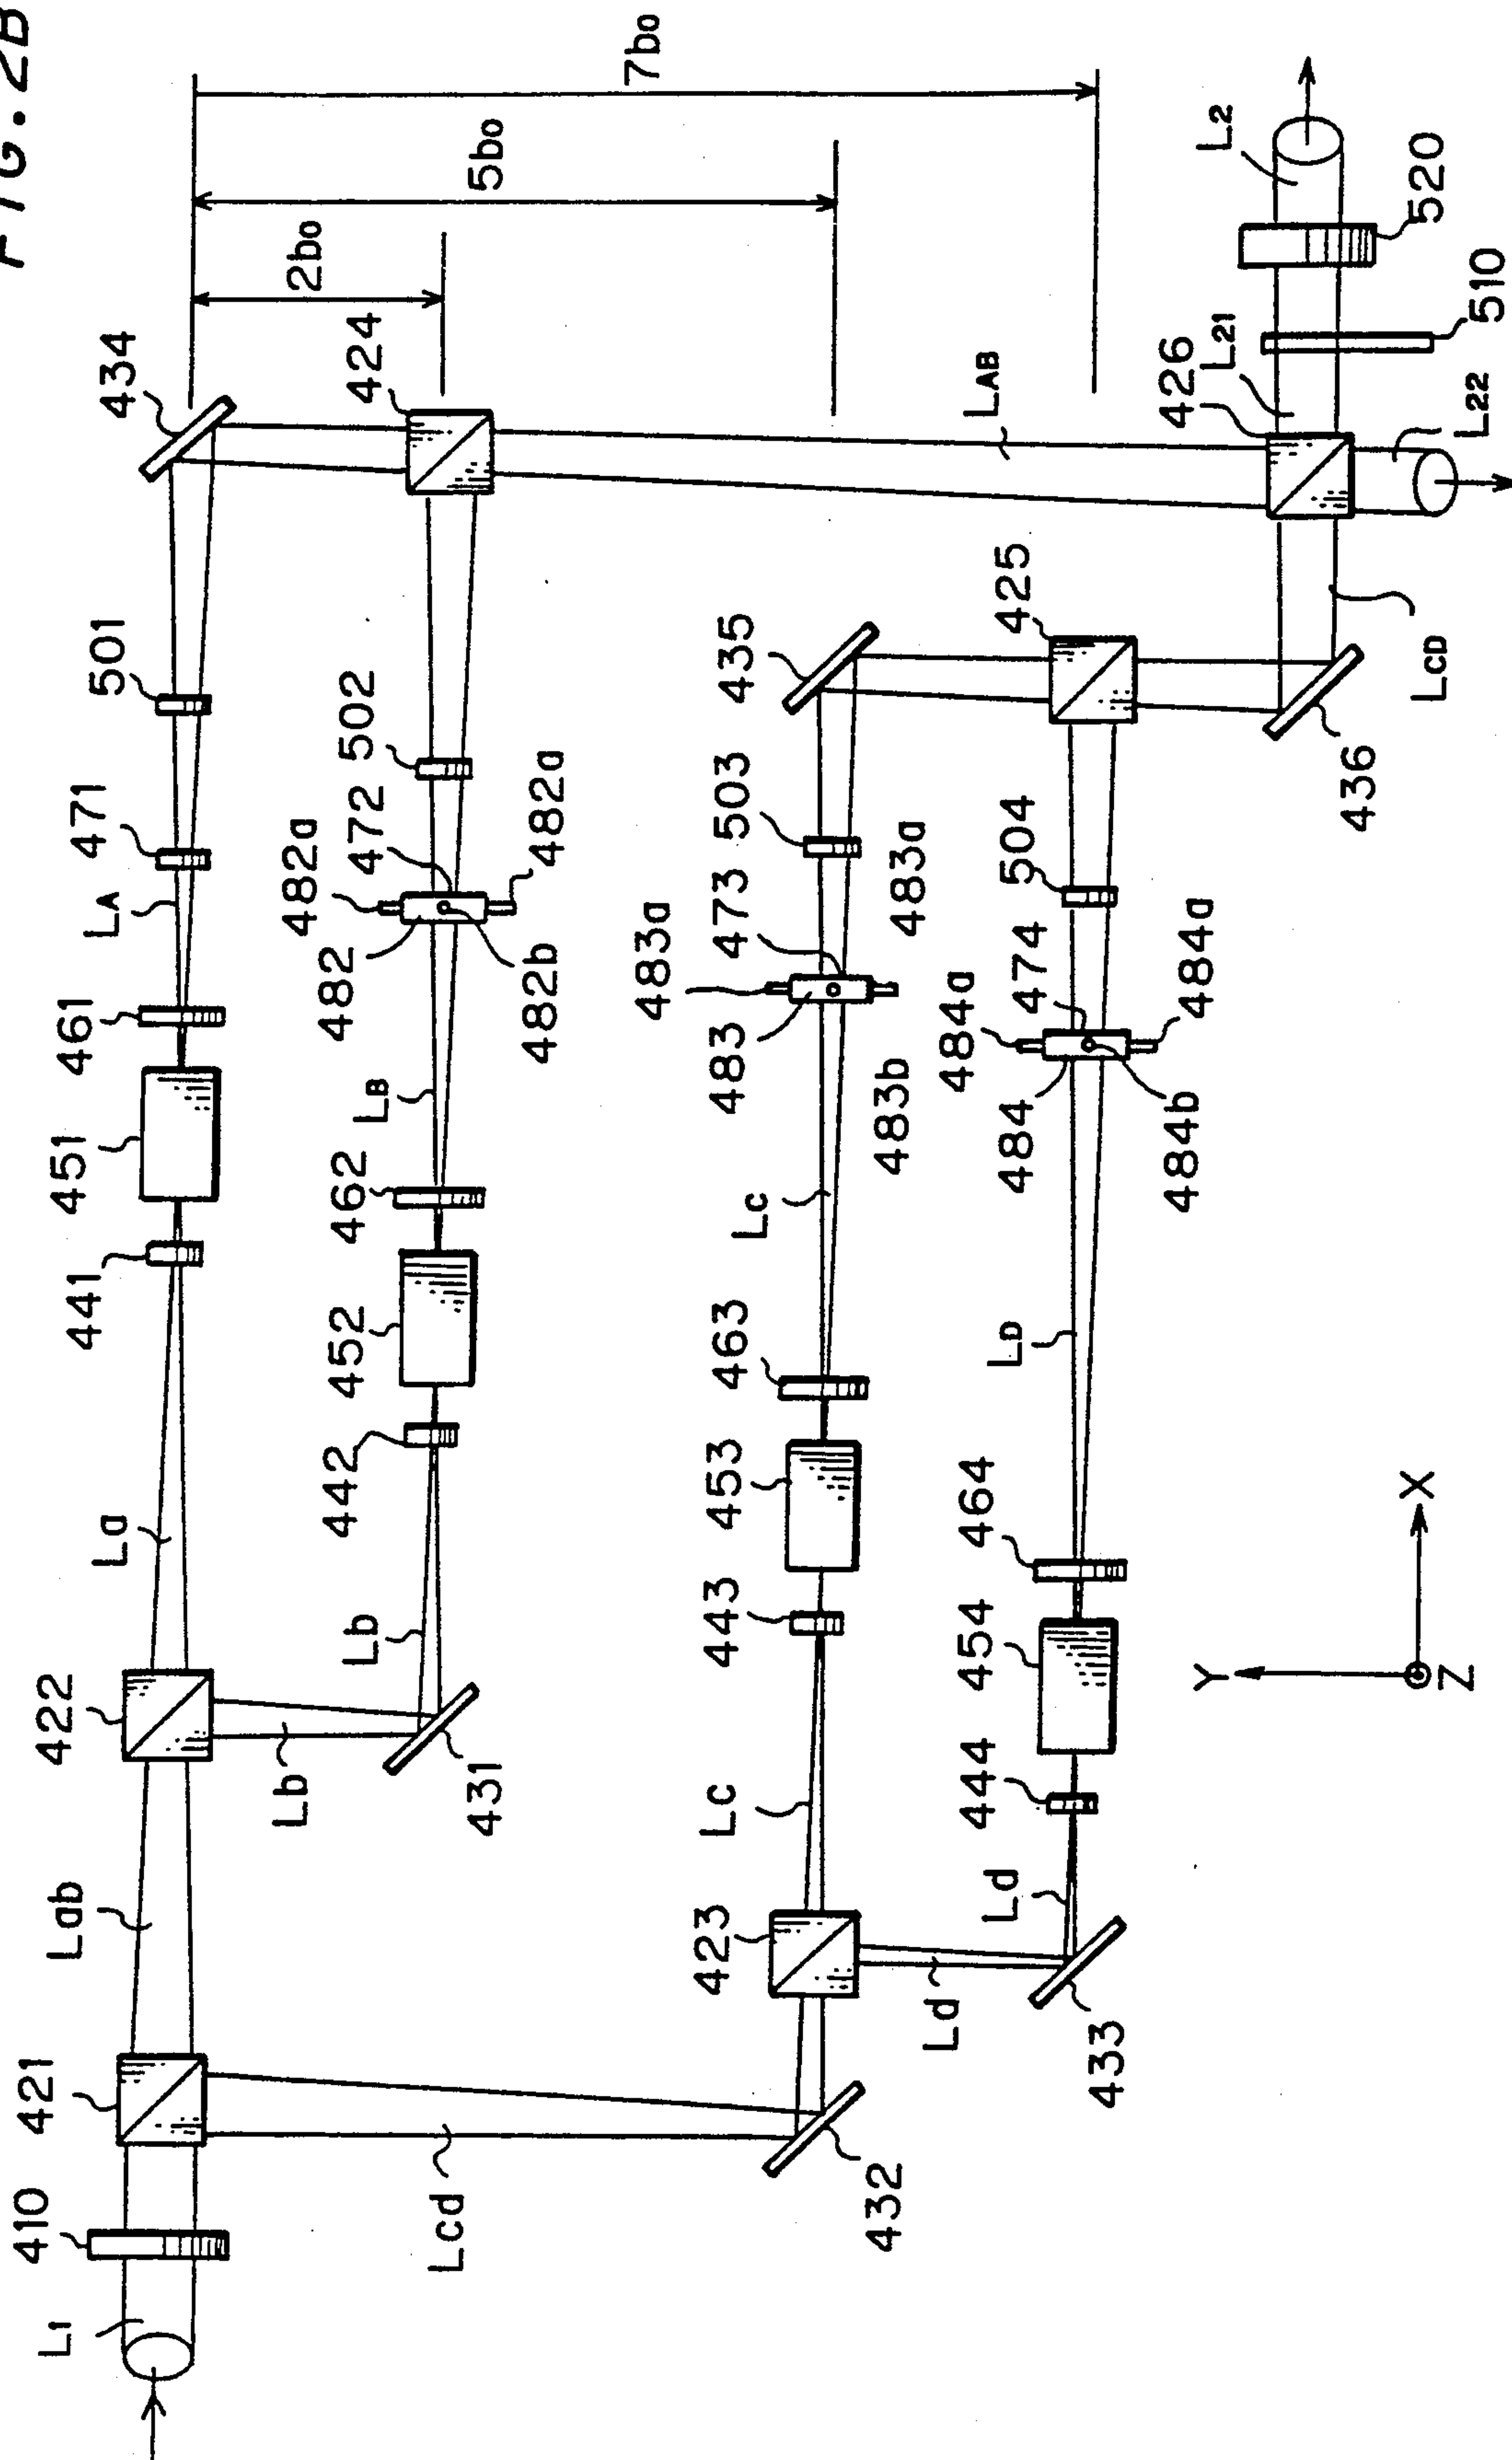 FIG. 2B
434
424
2b0
5b0
7b0
501
471
LA
461
451
441
La
422
Lab
421
410
L1
502
472
482a
482a
482
482b
LB
462
452
442
Lb
Lb
431
LAB
435
425
503
473
483a
483a
483
483b
Lc
463
453
443
Lc
423
Lcd
432
504
474
484a
484a
484
484b
LD
464
454
444
Ld
Ld
433
436
LCD
426
L21
L22
510
520
L2
Y
X
Z